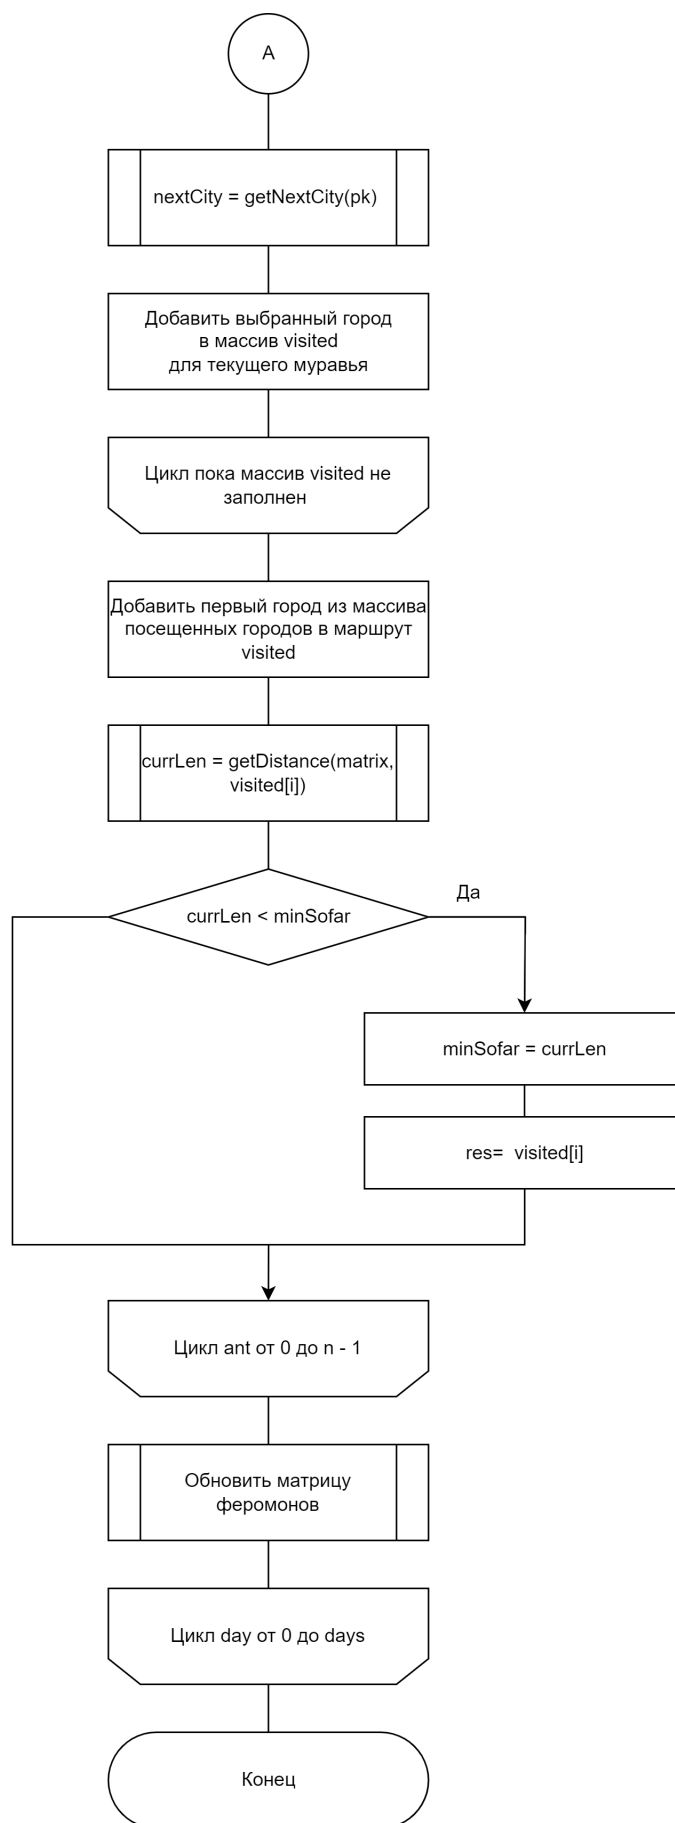 A
nextCity = getNextCity(pk)
Добавить выбранный город
в массив visited
для текущего муравья
Цикл пока массив visited не
заполнен
Добавить первый город из массива
посещенных городов в маршрут
visited
currLen = getDistance(matrix,
visited[i])
currLen < minSofar
Да
minSofar = currLen
res=  visited[i]
Цикл ant от 0 до n - 1
Обновить матрицу
феромонов
Цикл day от 0 до days
Конец